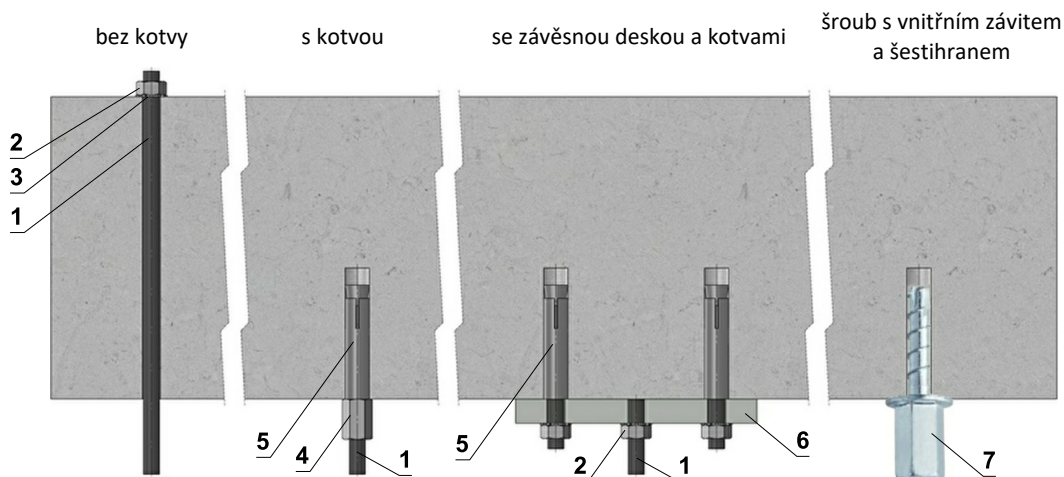 bez kotvy
s kotvou
se závěsnou deskou a kotvami
šroub s vnitřním závitem
a šestihranem
2
3
1
5
4
1
5
2
1
6
7